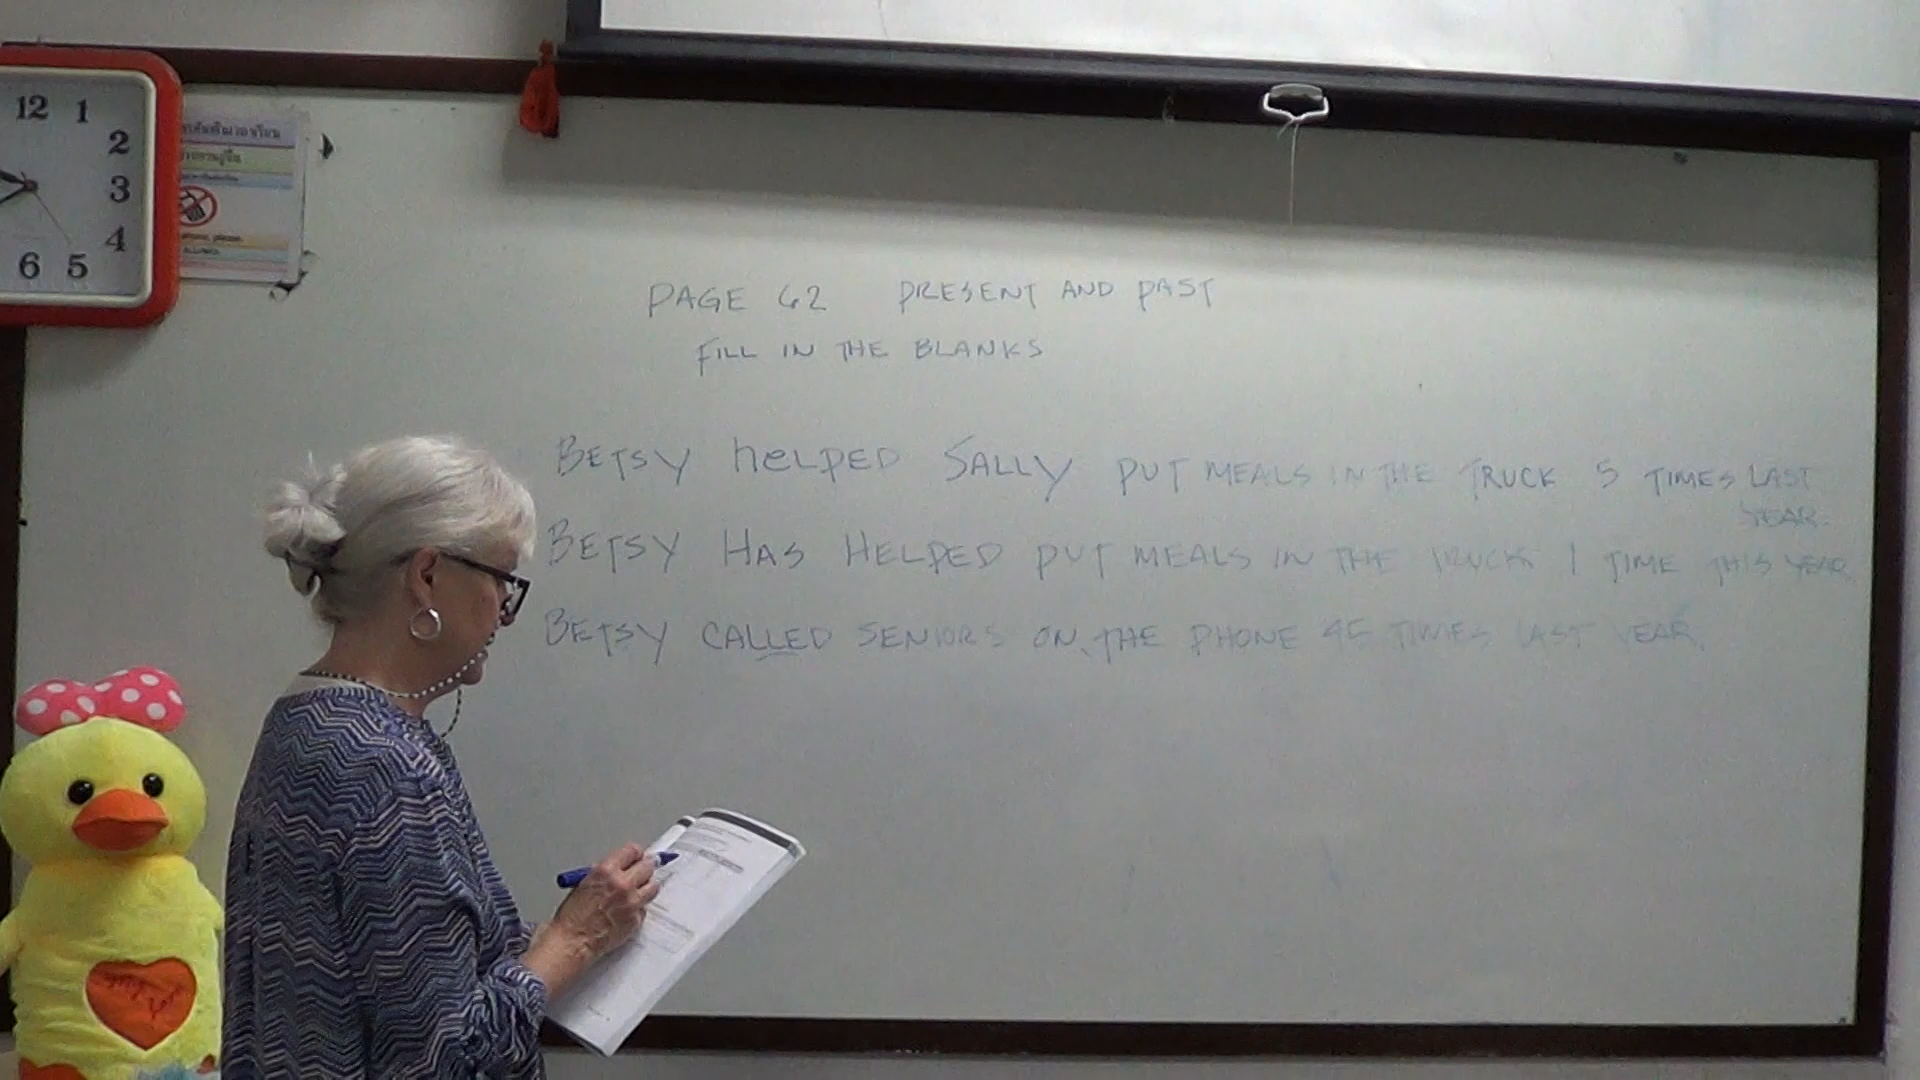 12
1
2
3
4
5
6
PAGE 62 PRESENT AND PAST
FILL IN THE BLANKS
BETSY HELPED SALLY PUT MEALS IN THE TRUCK 5 TIMES LAST
YEAR.
BETSY HAS HELPED PUT MEALS IN THE TRUCK 1 TIME THIS YEAR
BETSY CALLED SENIORS ON THE PHONE 45 TIMES LAST YEAR.